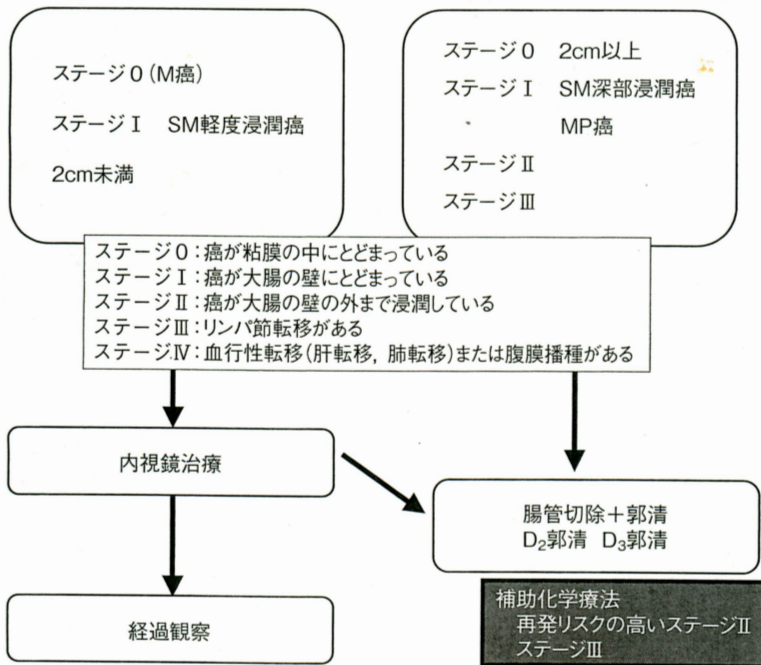 ステージ0(M癌)
ステージⅠ SM軽度浸潤癌
2cm未満
ステージ0 2cm以上
ステージⅠ SM深部浸潤癌
MP癌
ステージⅡ
ステージⅢ
ステージ0:癌が粘膜の中にとどまっている
ステージⅠ:癌が大腸の壁にとどまっている
ステージⅡ:癌が大腸の壁の外まで浸潤している
ステージⅢ:リンパ節転移がある
ステージⅣ:血行性転移(肝転移,肺転移)または腹膜播種がある
内視鏡治療
腸管切除+郭清
D₂郭清 D₃郭清
経過観察
補助化学療法
再発リスクの高いステージⅡ
ステージⅢ